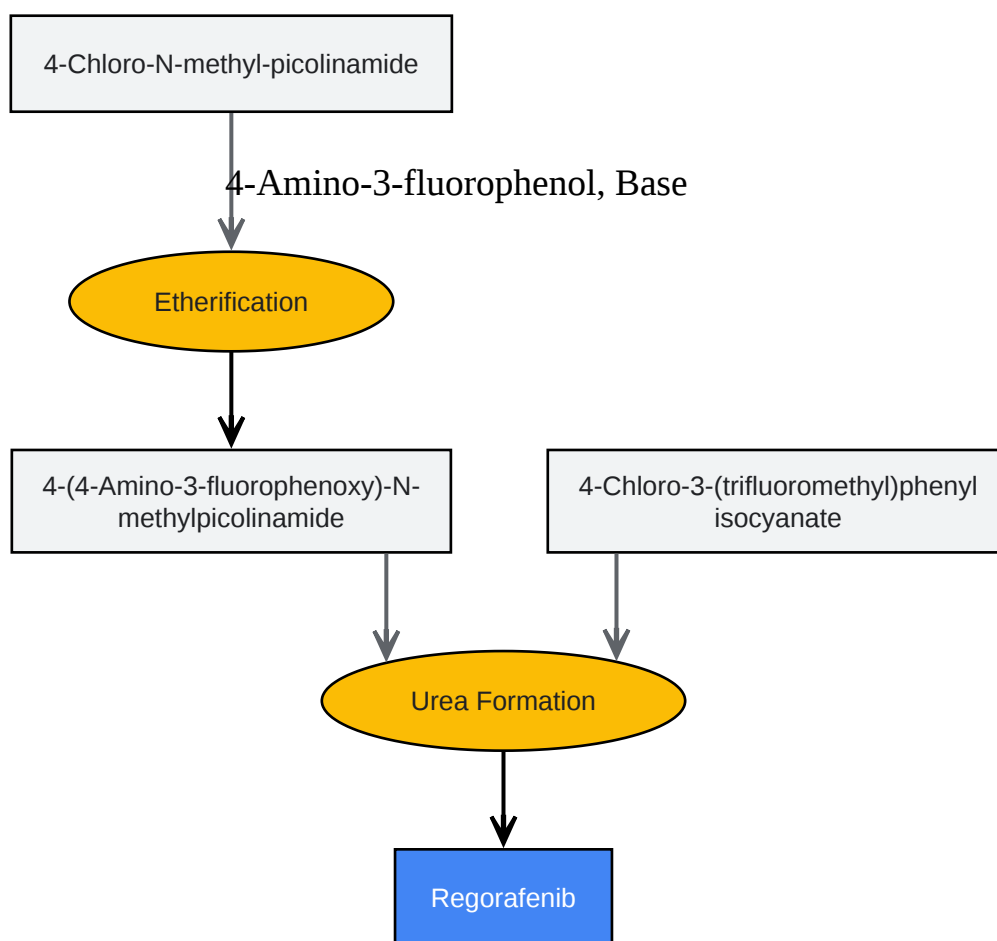 4-Chloro-N-methyl-picolinamide
4-Amino-3-fluorophenol, Base
Etherification
4-(4-Amino-3-fluorophenoxy)-N-
methylpicolinamide
4-Chloro-3-(trifluoromethyl)phenyl
isocyanate
Urea Formation
Regorafenib